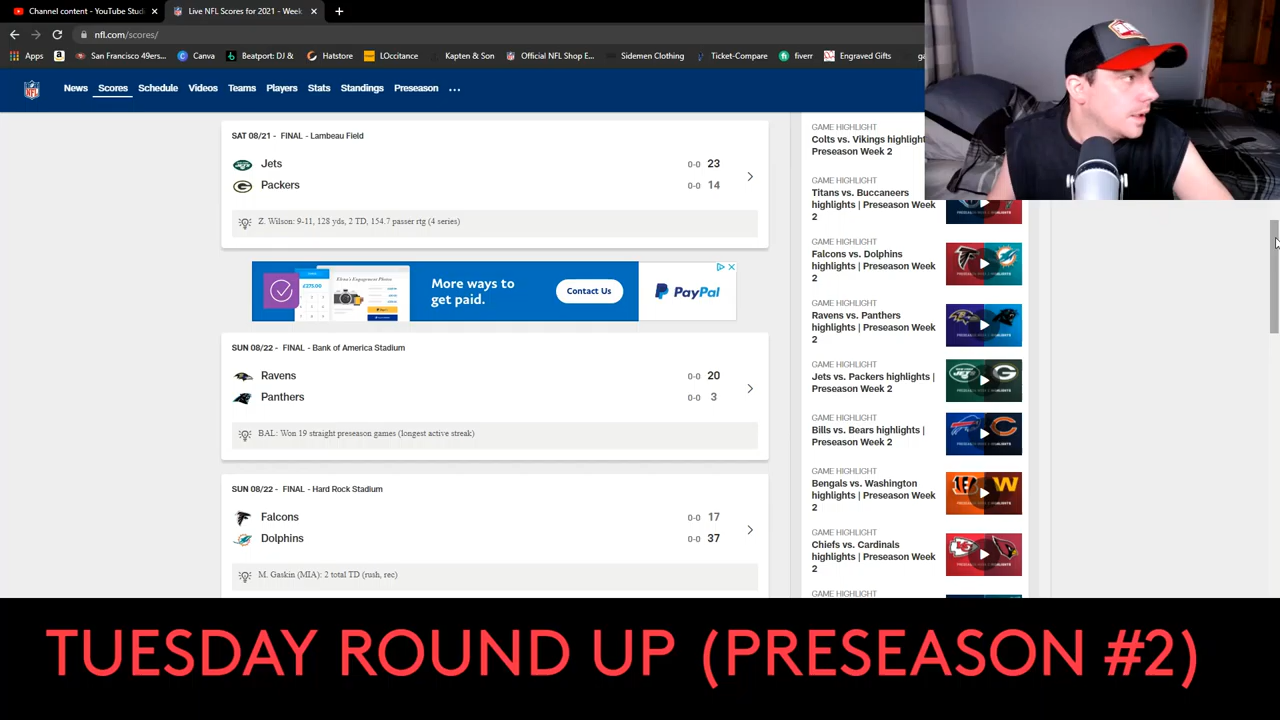 Channel content - YouTube Studi
Live NFL Scores for 2021 - Week
nfl.com/scores/
Apps
San Francisco 49ers...
Canva
Beatport: DJ &
Hatstore
LOccitance
Kapten & Son
Official NFL Shop E...
Sidemen Clothing
Ticket-Compare
fiverr
Engraved Gifts
News
Scores
Schedule
Videos
Teams
Players
Stats
Standings
Preseason
...
SAT 08/21 - FINAL - Lambeau Field
Jets 0-0 23
Packers 0-0 14
Z. Wilson: 9-11, 128 yds, 2 TD, 154.7 passer rtg (4 series)
More ways to
get paid.
Contact Us
PayPal
SUN 08/22 - FINAL - Bank of America Stadium
Ravens 0-0 20
Panthers 0-0 3
BAL: Won 19 straight preseason games (longest active streak)
SUN 08/22 - FINAL - Hard Rock Stadium
Falcons 0-0 17
Dolphins 0-0 37
M. Gaskin (MIA): 2 total TD (rush, rec)
GAME HIGHLIGHT
Colts vs. Vikings highlight
Preseason Week 2
GAME HIGHLIGHT
Titans vs. Buccaneers
highlights | Preseason Week
2
GAME HIGHLIGHT
Falcons vs. Dolphins
highlights | Preseason Week
2
GAME HIGHLIGHT
Ravens vs. Panthers
highlights | Preseason Week
2
GAME HIGHLIGHT
Jets vs. Packers highlights |
Preseason Week 2
GAME HIGHLIGHT
Bills vs. Bears highlights |
Preseason Week 2
GAME HIGHLIGHT
Bengals vs. Washington
highlights | Preseason Week
2
GAME HIGHLIGHT
Chiefs vs. Cardinals
highlights | Preseason Week
2
GAME HIGHLIGHT
TUESDAY ROUND UP (PRESEASON #2)